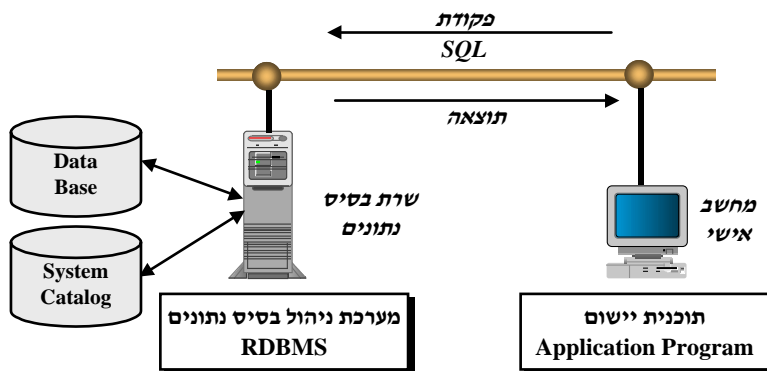 פקודת
SQL
תוצאה
Data
Base
System
Catalog
שרת בסיס
נתונים
מחשב
אישי
מערכת ניהול בסיס נתונים
RDBMS
תוכנית יישום
Application Program